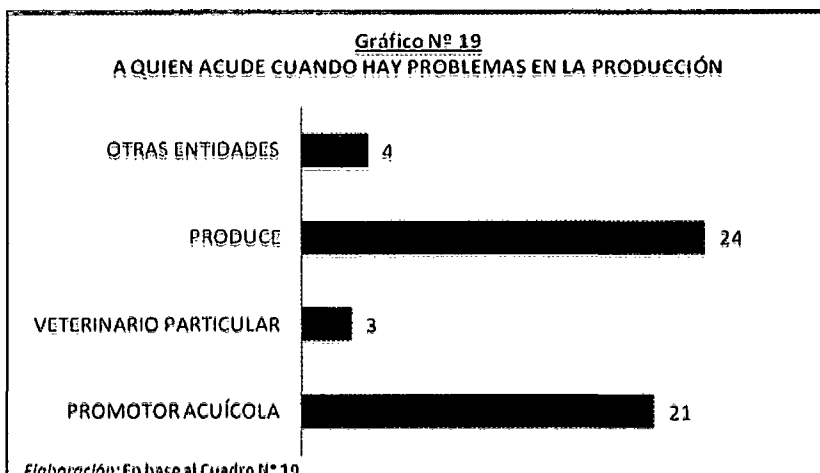 Gráfico Nº 19
A QUIEN ACUDE CUANDO HAY PROBLEMAS EN LA PRODUCCIÓN
OTRAS ENTIDADES 4
PRODUCE 24
VETERINARIO PARTICULAR 3
PROMOTOR ACUÍCOLA 21
Elaboración: En base al Cuadro N° 19